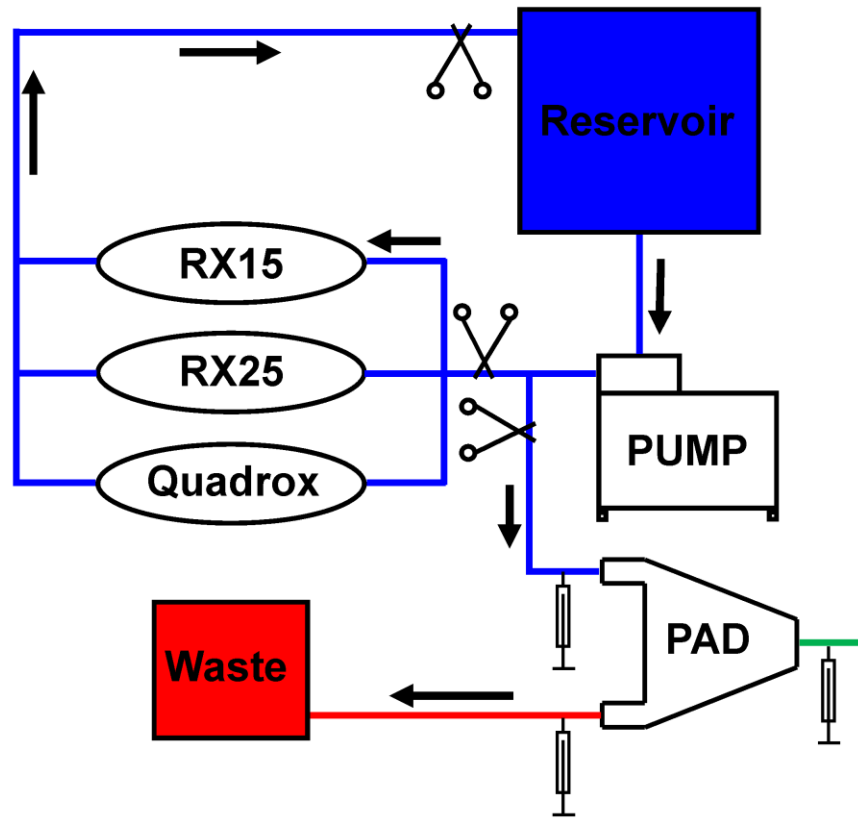 Reservoir
RX15
RX25
Quadrox
PUMP
PAD
Waste